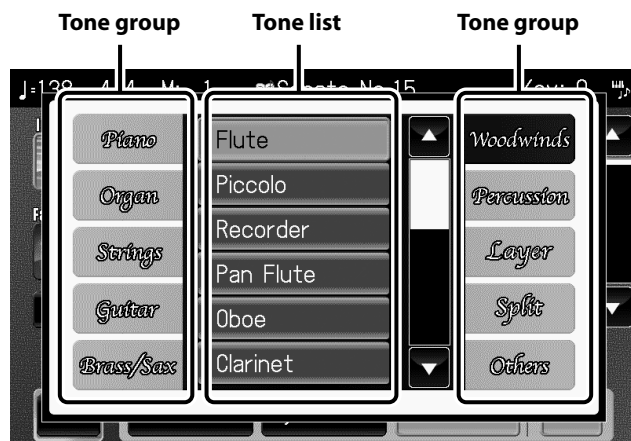 Tone group Tone list Tone group
Piano
Organ
Strings
Guitar
Brass/Sax
Flute
Piccolo
Recorder
Pan Flute
Oboe
Clarinet
Woodwinds
Percussion
Layer
Split
Others